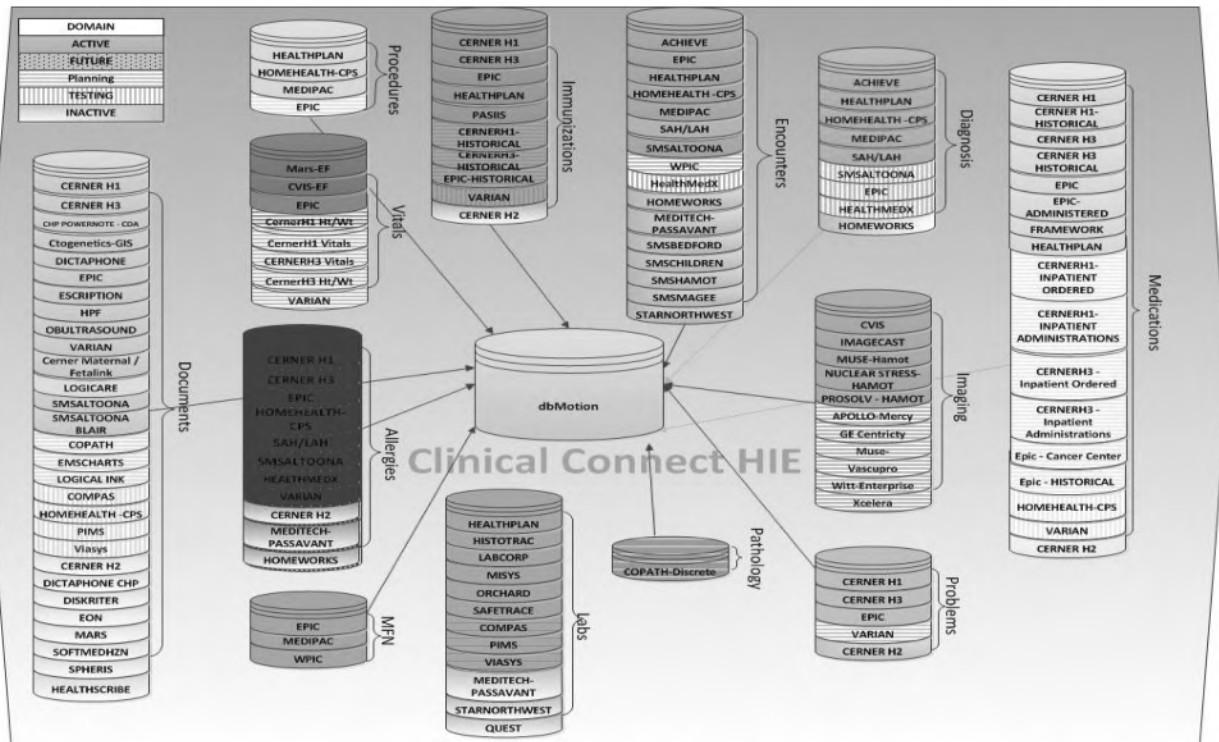 DOMAIN
ACTIVE
FUTURE
Planning
TESTING
INACTIVE
CERNER H1
CERNER H3
CHP POWERNOTE - CDA
Ctogenetics-GIS
DICTAPHONE
EPIC
ESCRIPTION
HPF
OBULTRASOUND
VARIAN
Cerner Maternal /
Fetalink
LOGICARE
SMSALTOONA
SMSALTOONA
BLAIR
COPATH
EMSCHARTS
LOGICAL INK
COMPAS
HOMEHEALTH -CPS
PIMS
Viasys
CERNER H2
DICTAPHONE CHP
DISKRITER
EON
MARS
SOFTMEDHZN
SPHERIS
HEALTHSCRIBE
Documents
HEALTHPLAN
HOMEHEALTH-CPS
MEDIPAC
EPIC
Procedures
Mars-EF
CVIS-EF
EPIC
CernerH1 Ht/Wt
CernerH1 Vitals
CERNERH3 Vitals
CernerH3 Ht/Wt
VARIAN
Vitals
CERNER H1
CERNER H3
EPIC
HOMEHEALTH-
CPS
SAH/LAH
SMSALTOONA
HEALTHMEDX
VARIAN
CERNER H2
MEDITECH-
PASSAVANT
HOMEWORKS
Allergies
EPIC
MEDIPAC
WPIC
MFN
CERNER H1
CERNER H3
EPIC
HEALTHPLAN
PASIIS
CERNERH1-
HISTORICAL
CERNERH3-
HISTORICAL
EPIC-HISTORICAL
VARIAN
CERNER H2
Immunizations
dbMotion
Clinical Connect HIE
HEALTHPLAN
HISTOTRAC
LABCORP
MISYS
ORCHARD
SAFETRACE
COMPAS
PIMS
VIASYS
MEDITECH-
PASSAVANT
STARNORTHWEST
QUEST
Labs
ACHIEVE
EPIC
HEALTHPLAN
HOMEHEALTH -CPS
MEDIPAC
SAH/LAH
SMSALTOONA
WPIC
HealthMedX
HOMEWORKS
MEDITECH-
PASSAVANT
SMSBEDFORD
SMSCHILDREN
SMSHAMOT
SMSMAGEE
STARNORTHWEST
Encounters
COPATH-Discrete
Pathology
ACHIEVE
HEALTHPLAN
HOMEHEALTH -CPS
MEDIPAC
SAH/LAH
SMSALTOONA
EPIC
HEALTHMEDX
HOMEWORKS
Diagnosis
CVIS
IMAGECAST
MUSE-Hamot
NUCLEAR STRESS-
HAMOT
PROSOLV - HAMOT
APOLLO-Mercy
GE Centricty
Muse-
Vascupro
Witt-Enterprise
Xcelera
Imaging
CERNER H1
CERNER H3
EPIC
VARIAN
CERNER H2
Problems
CERNER H1
CERNER H1-
HISTORICAL
CERNER H3
CERNER H3
HISTORICAL
EPIC
EPIC-
ADMINISTERED
FRAMEWORK
HEALTHPLAN
CERNERH1-
INPATIENT
ORDERED
CERNERH1-
INPATIENT
ADMINISTRATIONS
CERNERH3 -
Inpatient Ordered
CERNERH3 -
Inpatient
Administrations
Epic - Cancer Center
Epic - HISTORICAL
HOMEHEALTH-CPS
VARIAN
CERNER H2
Medications